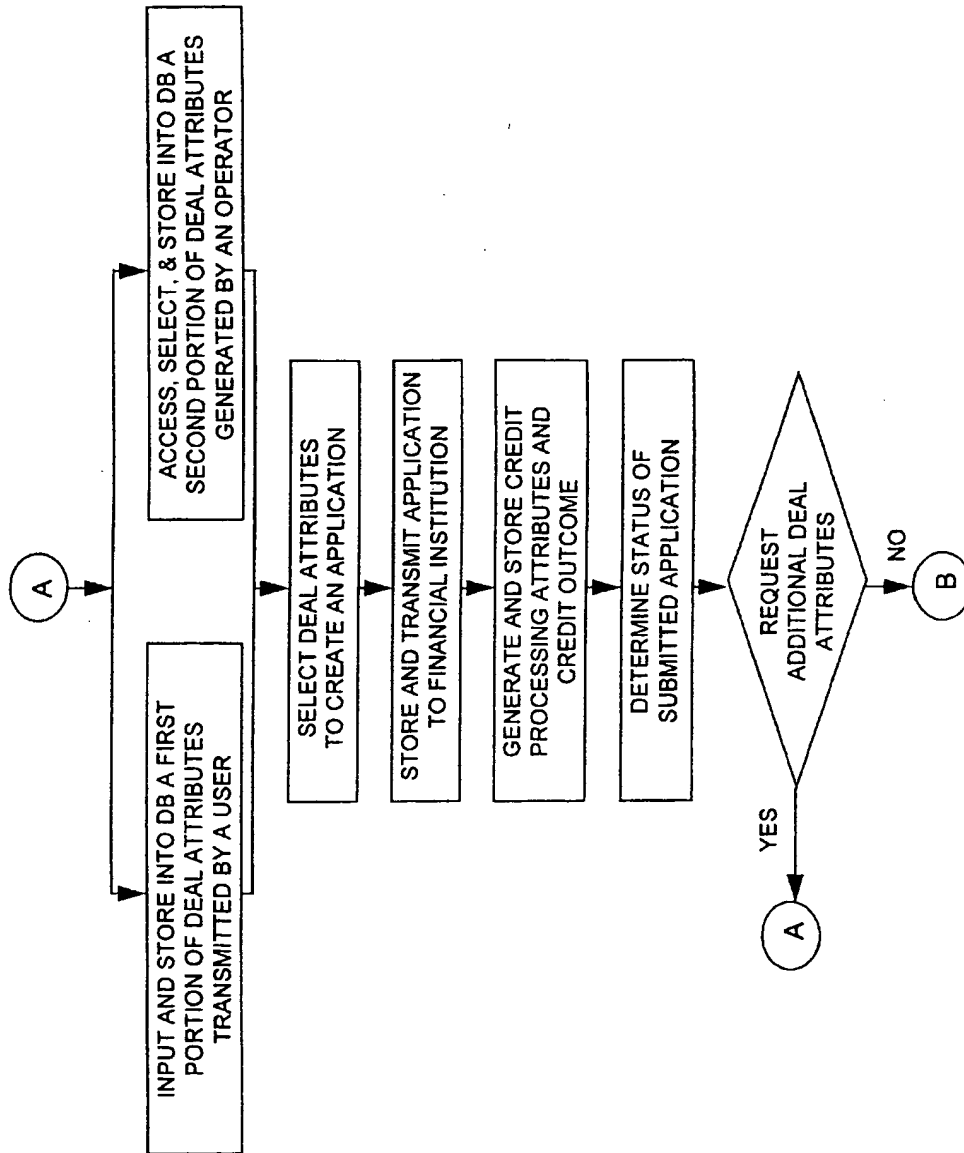 A
INPUT AND STORE INTO DB A FIRST
PORTION OF DEAL ATTRIBUTES
TRANSMITTED BY A USER
ACCESS, SELECT, & STORE INTO DB A
SECOND PORTION OF DEAL ATTRIBUTES
GENERATED BY AN OPERATOR
SELECT DEAL ATTRIBUTES
TO CREATE AN APPLICATION
STORE AND TRANSMIT APPLICATION
TO FINANCIAL INSTITUTION
GENERATE AND STORE CREDIT
PROCESSING ATTRIBUTES AND
CREDIT OUTCOME
DETERMINE STATUS OF
SUBMITTED APPLICATION
REQUEST
ADDITIONAL DEAL
ATTRIBUTES
YES
A
NO
B